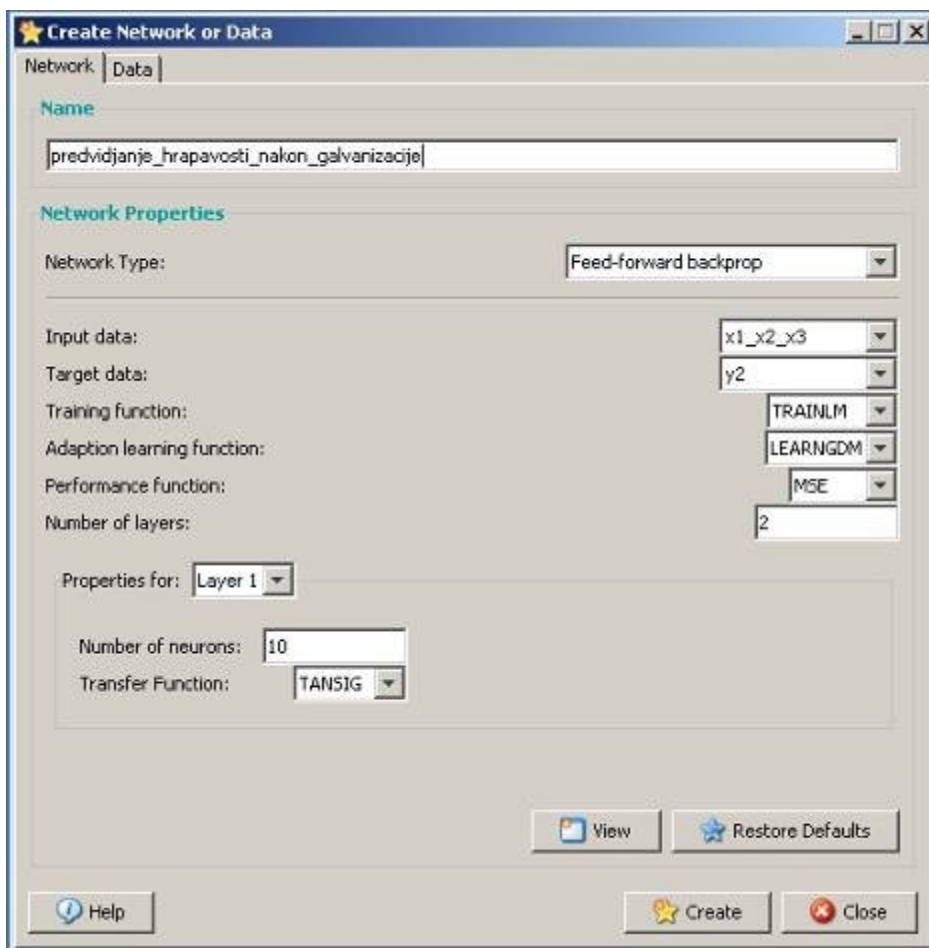 Create Network or Data
Network Data
Name
predvidjanje_hrapavosti_nakon_galvanizacije
Network Properties
Network Type: Feed-forward backprop
Input data: x1_x2_x3
Target data: y2
Training function: TRAINLM
Adaption learning function: LEARNGDM
Performance function: MSE
Number of layers: 2
Properties for: Layer 1
Number of neurons: 10
Transfer Function: TANSIG
View Restore Defaults
Help Create Close